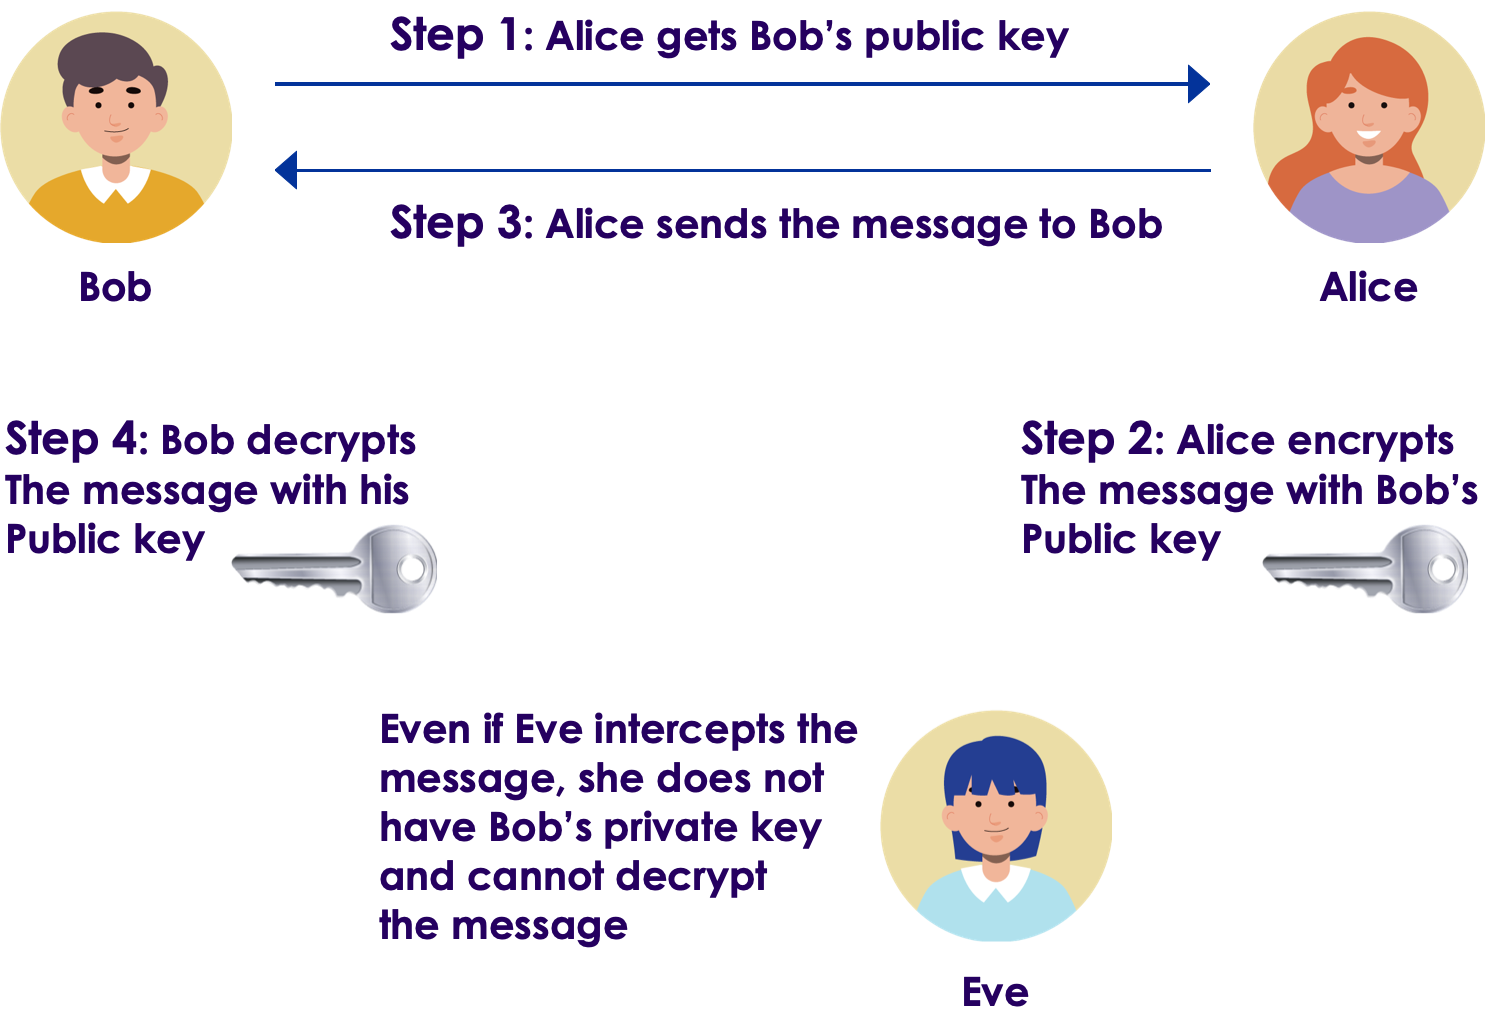 Step 1: Alice gets Bob’s public key
Step 3: Alice sends the message to Bob
Bob
Alice
Step 4: Bob decrypts
The message with his
Public key
Step 2: Alice encrypts
The message with Bob’s
Public key
Even if Eve intercepts the
message, she does not
have Bob’s private key
and cannot decrypt
the message
Eve